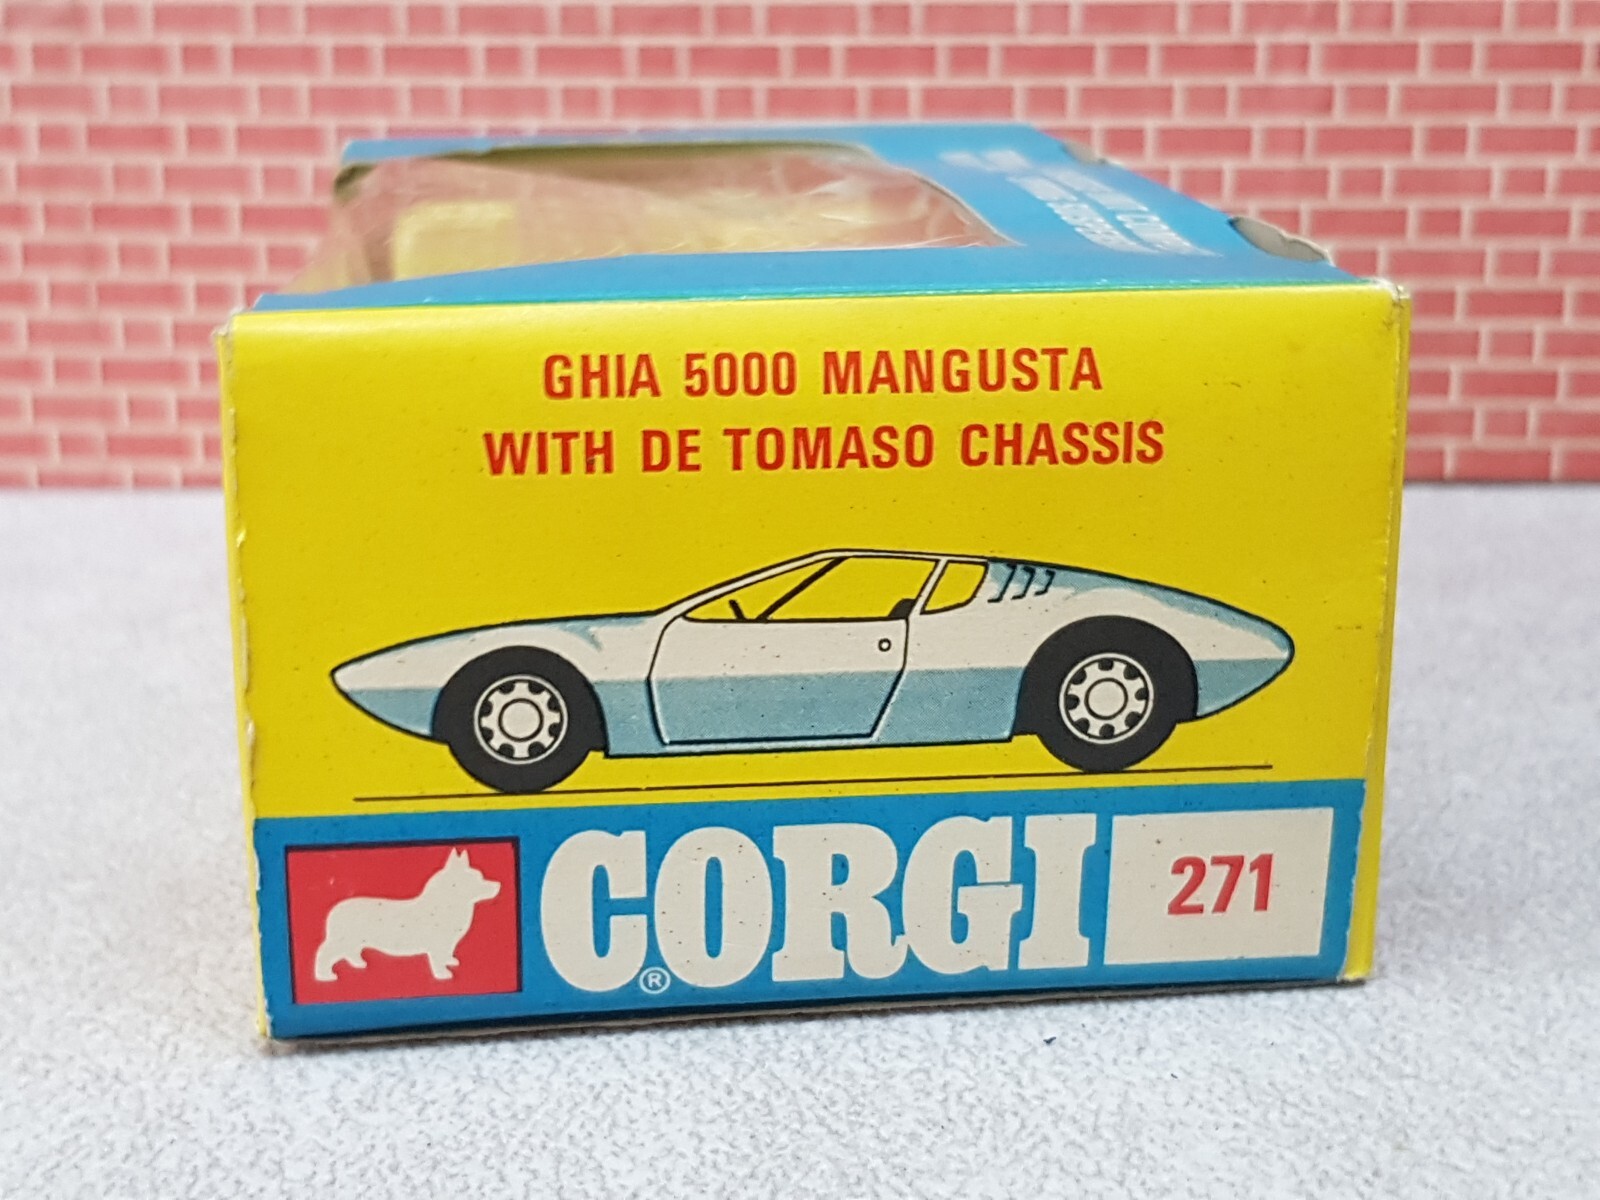 GHIA 5000 MANGUSTA
WITH DE TOMASO CHASSIS
CORGI®
271